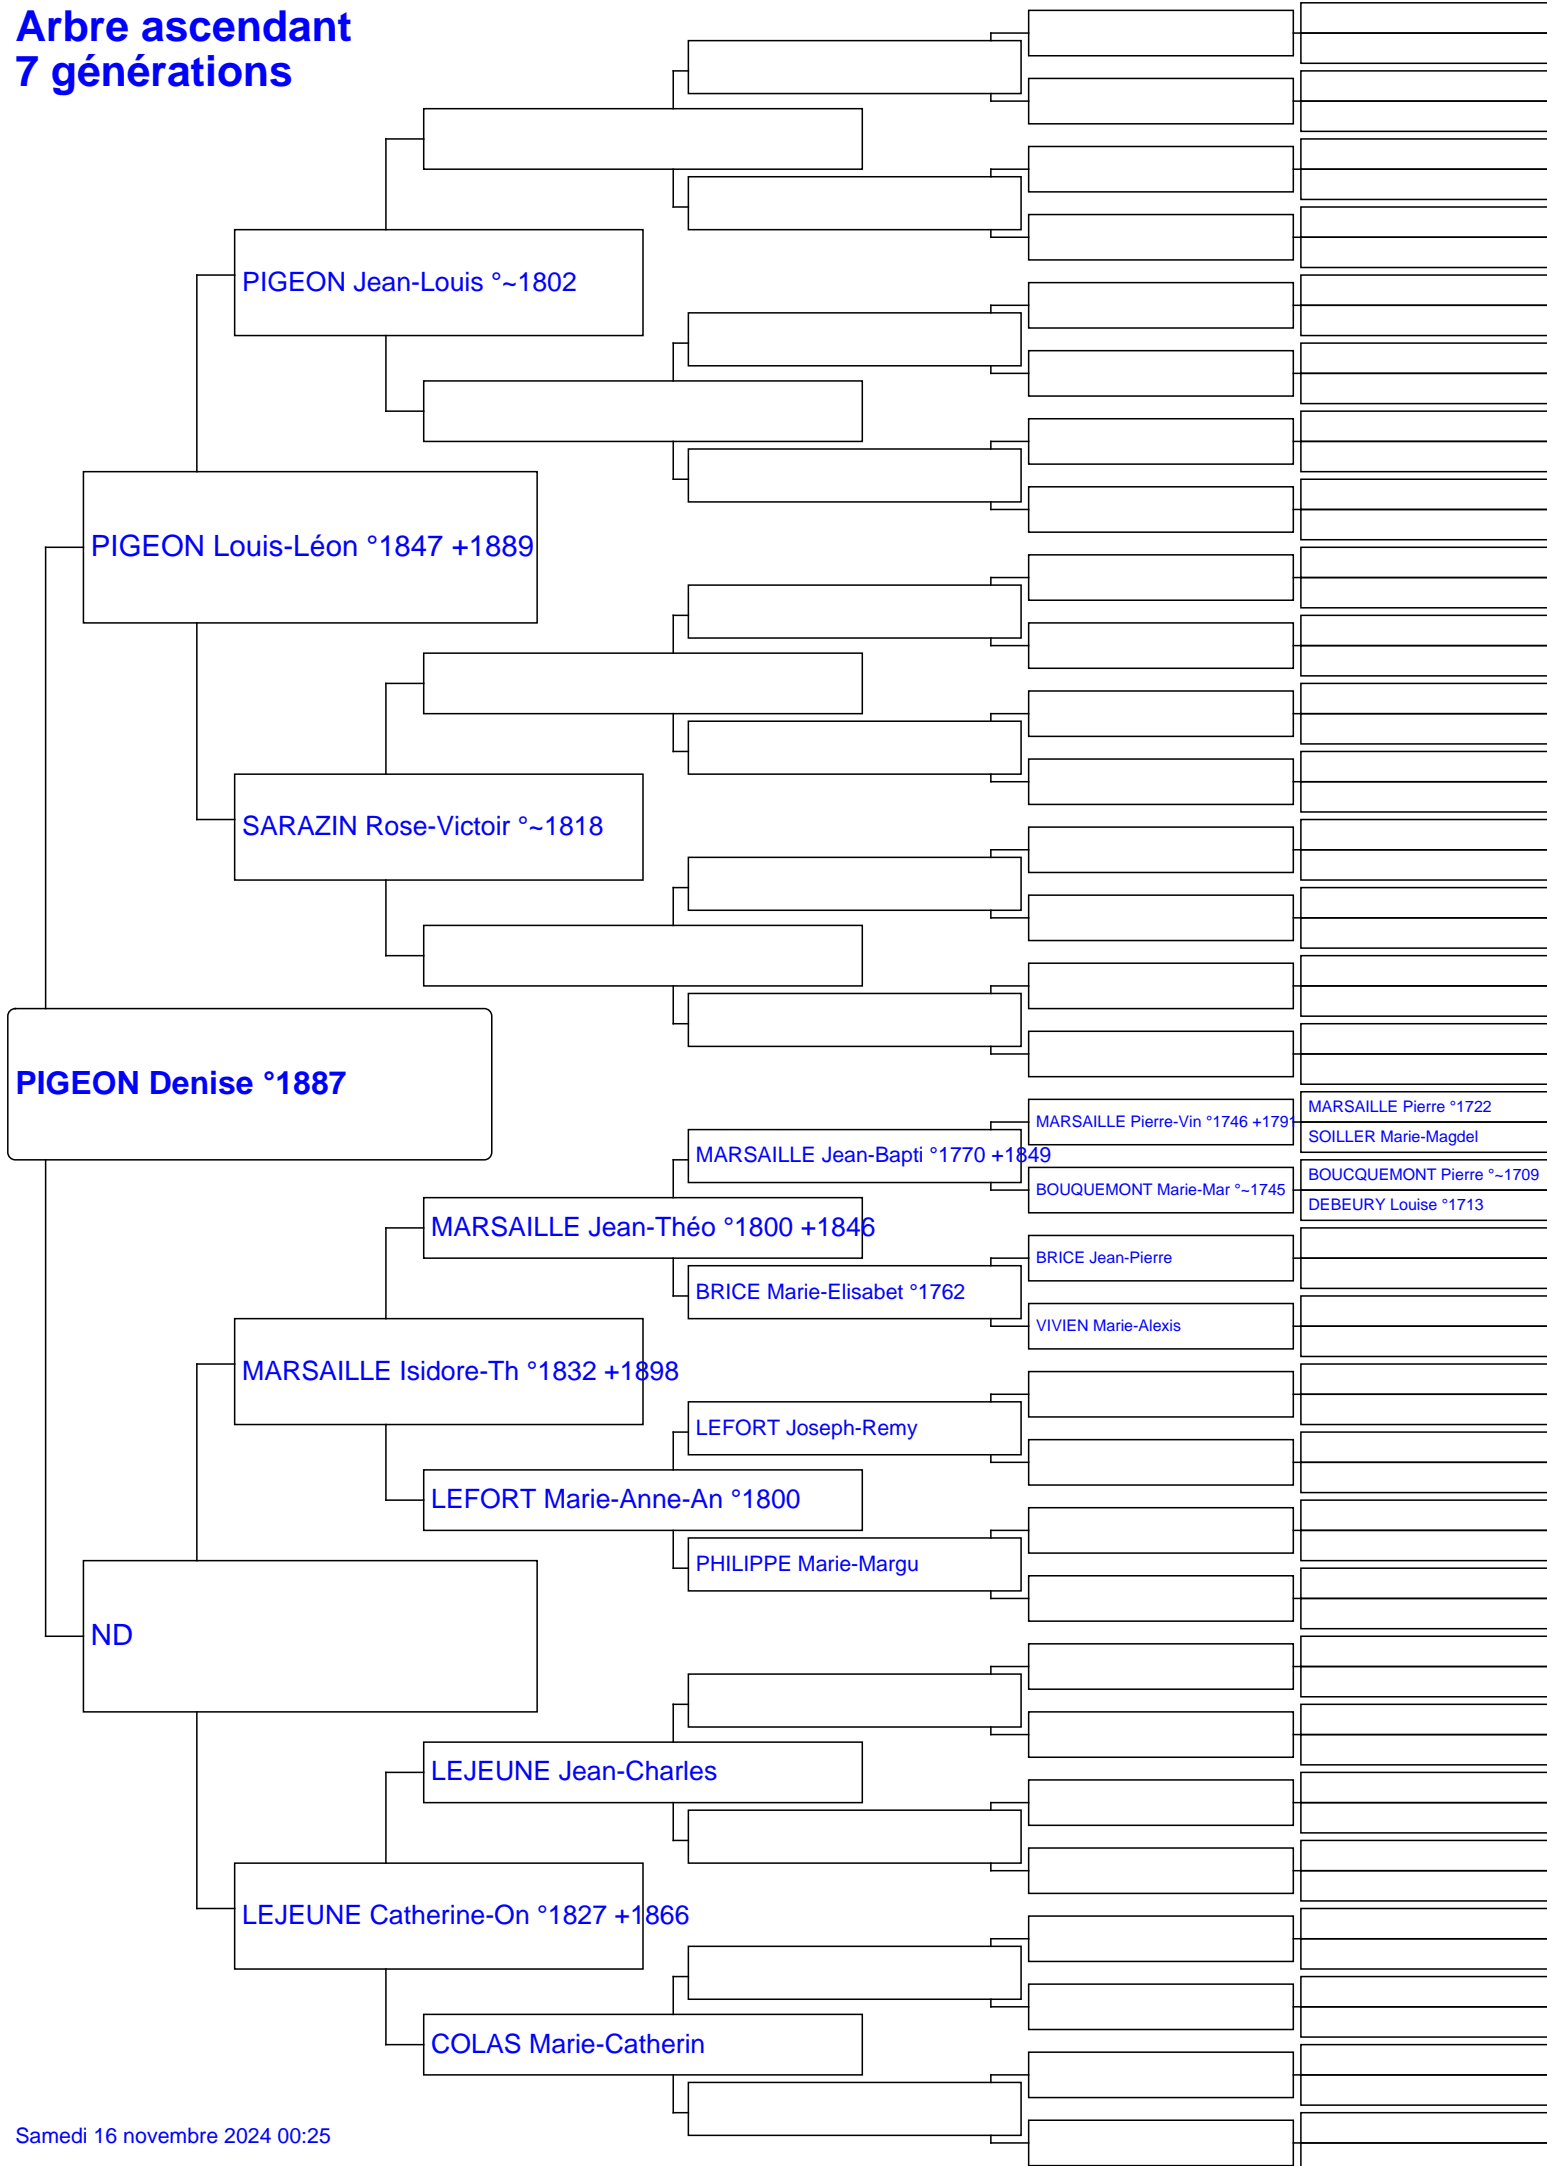 Arbre ascendant
7 générations
PIGEON Jean-Louis °~1802
PIGEON Louis-Léon °1847 +1889
SARAZIN Rose-Victoir °~1818
PIGEON Denise °1887
MARSAILLE Pierre °1722
MARSAILLE Pierre-Vin °1746 +1791
SOILLER Marie-Magdel
MARSAILLE Jean-Bapti °1770 +1849
BOUCQUEMONT Pierre °~1709
BOUQUEMONT Marie-Mar °~1745
DEBEURY Louise °1713
MARSAILLE Jean-Théo °1800 +1846
BRICE Jean-Pierre
BRICE Marie-Elisabet °1762
VIVIEN Marie-Alexis
MARSAILLE Isidore-Th °1832 +1898
LEFORT Joseph-Remy
LEFORT Marie-Anne-An °1800
PHILIPPE Marie-Margu
ND
LEJEUNE Jean-Charles
LEJEUNE Catherine-On °1827 +1866
COLAS Marie-Catherin
Samedi 16 novembre 2024 00:25